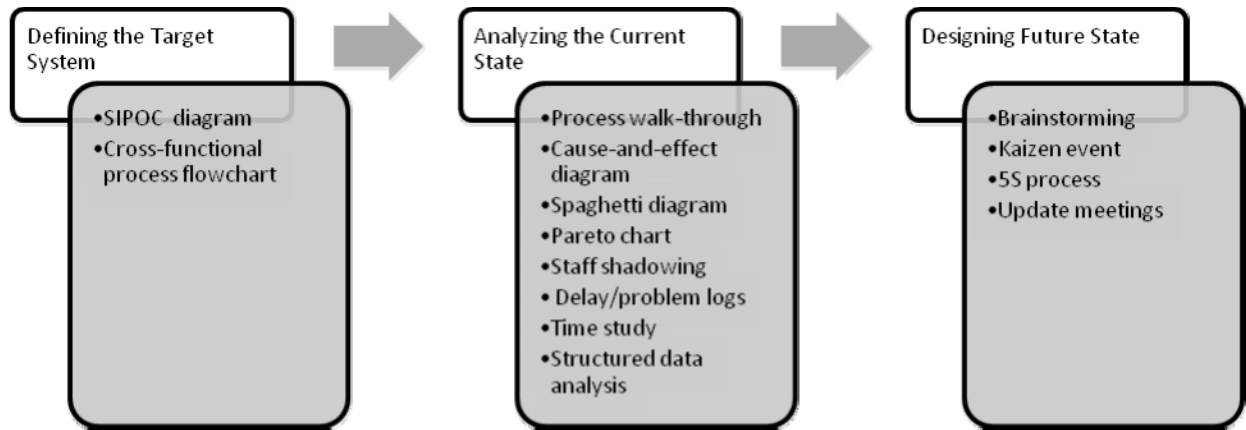 Defining the Target
System
•SIPOC diagram
•Cross-functional
process flowchart
Analyzing the Current
State
•Process walk-through
•Cause-and-effect
diagram
•Spaghetti diagram
•Pareto chart
•Staff shadowing
• Delay/problem logs
•Time study
•Structured data
analysis
Designing Future State
•Brainstorming
•Kaizen event
•5S process
•Update meetings